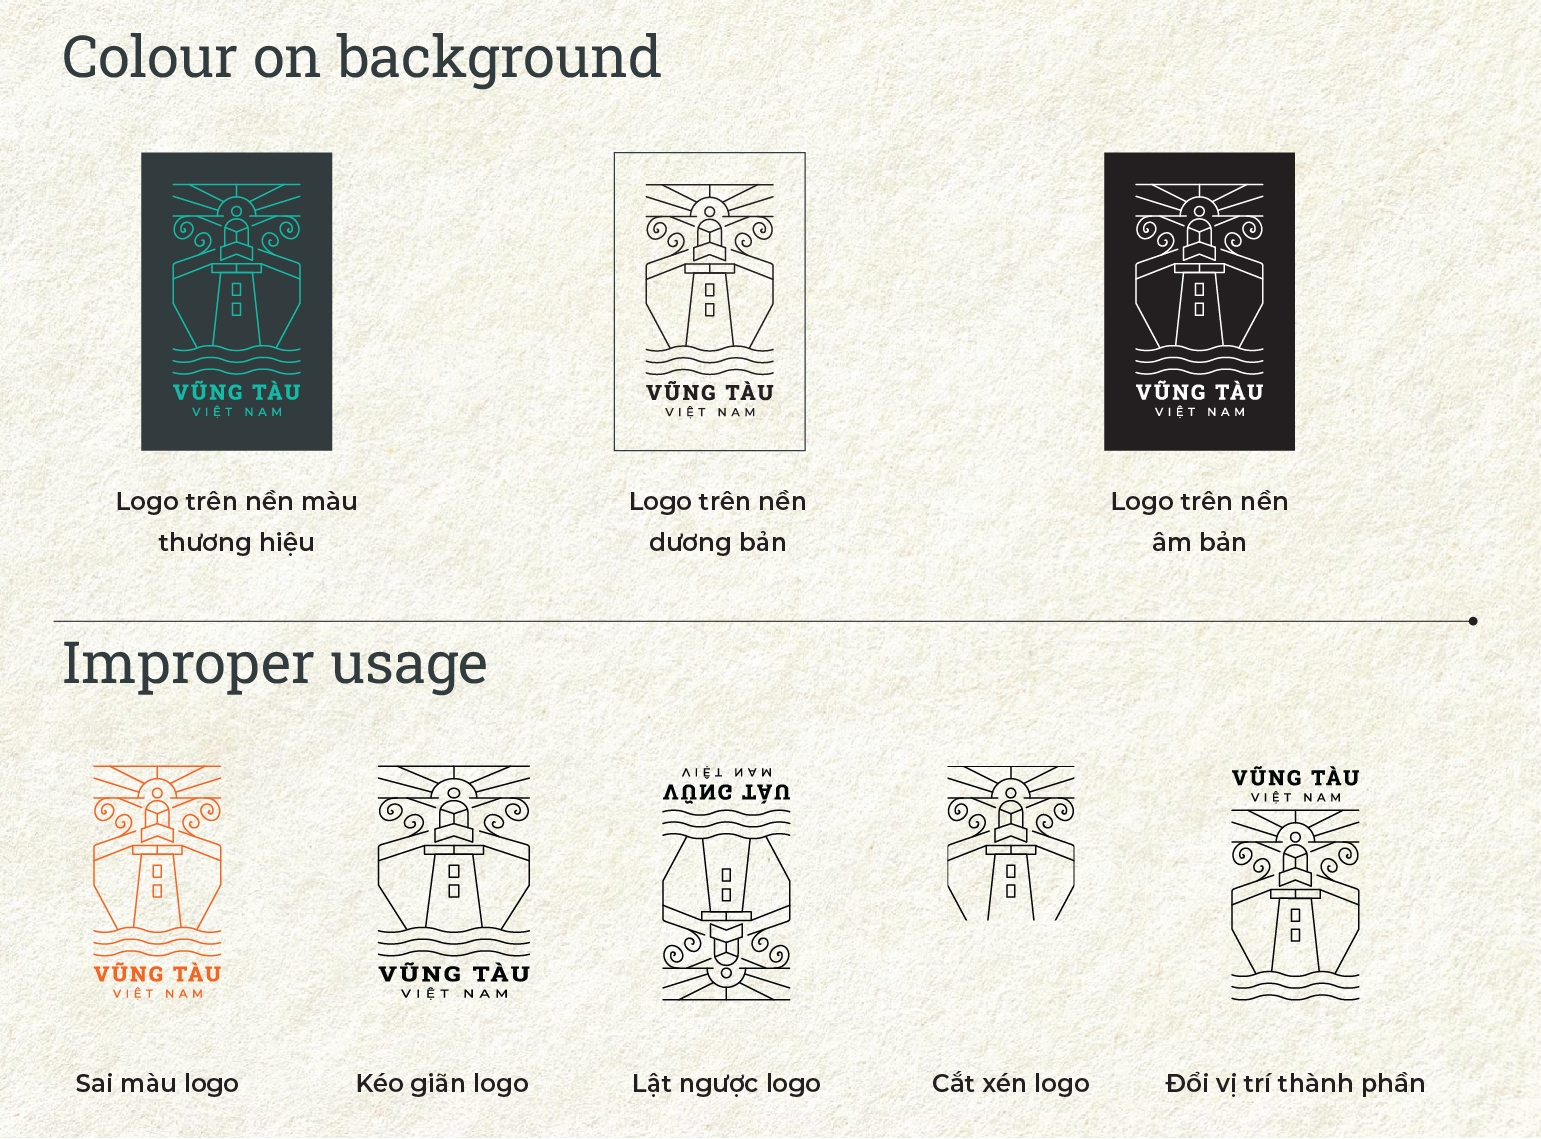 Colour on background
VŨNG TÀU
VIỆT NAM
VŨNG TÀU
VIỆT NAM
VŨNG TÀU
VIỆT NAM
Logo trên nền màu
thương hiệu
Logo trên nền
dương bản
Logo trên nền
âm bản
Improper usage
VŨNG TÀU
VIỆT NAM
VŨNG TÀU
VIỆT NAM
VIỆT NAM
VŨNG TÀU
VŨNG TÀU
VIỆT NAM
Sai màu logo
Kéo giãn logo
Lật ngược logo
Cắt xén logo
Đổi vị trí thành phần